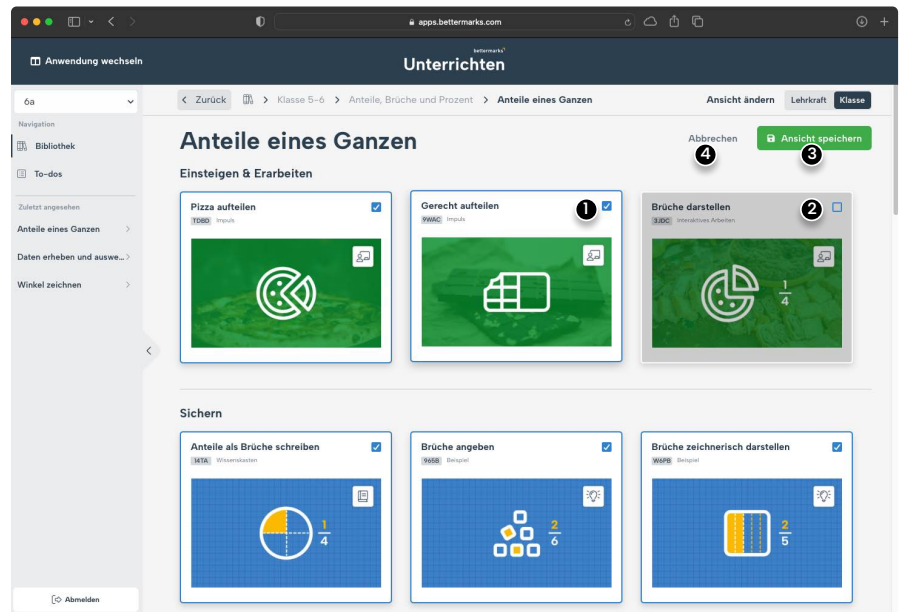 apps.bettermarks.com
Anwendung wechseln
bettermarks
Unterrichten
6a
Zurück
Klasse 5-6 > Anteile, Brüche und Prozent > Anteile eines Ganzen
Ansicht ändern
Lehrkraft
Klasse
Navigation
Bibliothek
To-dos
Zuletzt angesehen
Anteile eines Ganzen
Daten erheben und auswe...
Winkel zeichnen
Abmelden
Anteile eines Ganzen
Abbrechen
4
Ansicht speichern
3
Einsteigen & Erarbeiten
Pizza aufteilen
TDBD Impuls
Gerecht aufteilen
9WAC Impuls
1
Brüche darstellen
3JDC Interaktives Arbeiten
2
1
4
Sichern
Anteile als Brüche schreiben
I4TA Wissenskasten
1
4
Brüche angeben
965B Beispiel
2
6
Brüche zeichnerisch darstellen
W6PB Beispiel
2
5